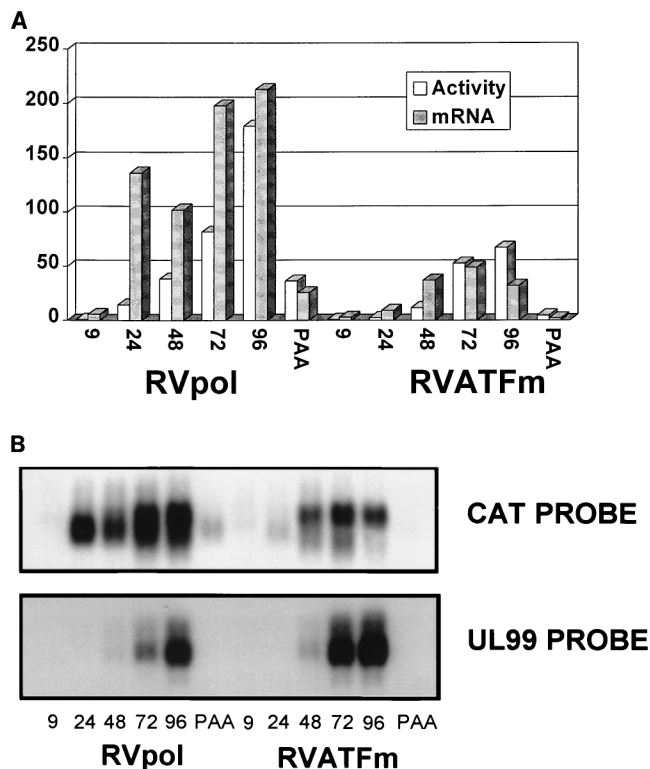 A
250
200
150
100
50
0
Activity
mRNA
9 24 48 72 96 PAA 9 24 48 72 96 PAA
RVpol RVATFm
B
CAT PROBE
UL99 PROBE
9 24 48 72 96 PAA 9 24 48 72 96 PAA
RVpol RVATFm